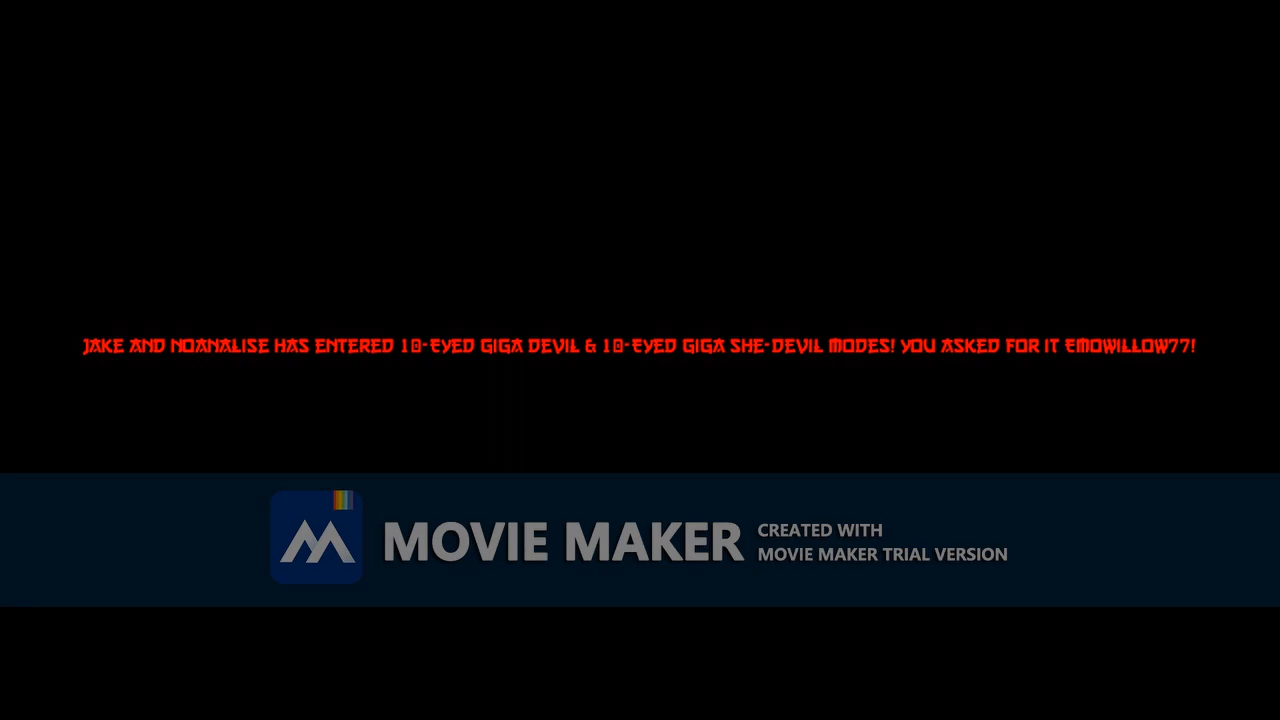 JAKE AND NOANALISE HAS ENTERED 10-EYED GIGA DEVIL & 10-EYED GIGA SHE-DEVIL MODES! YOU ASKED FOR IT EMOWILLOW77!
MOVIE MAKER
CREATED WITH
MOVIE MAKER TRIAL VERSION